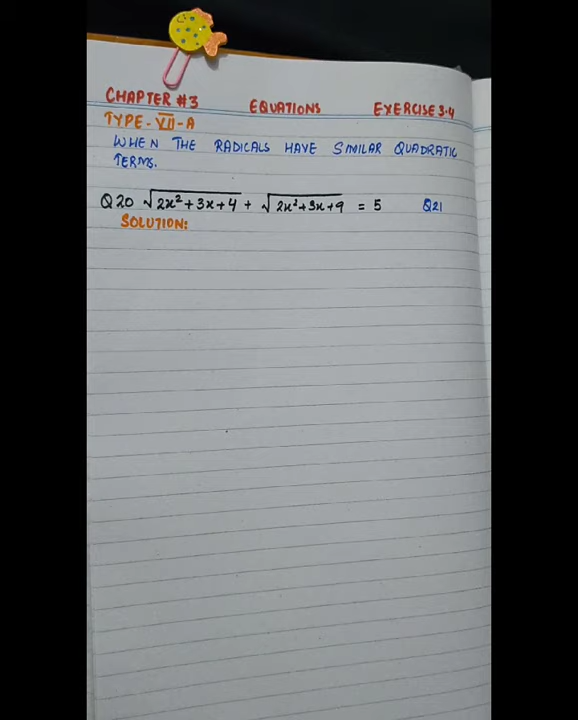 CHAPTER #3 EQUATIONS EXERCISE 3.4
TYPE-VII-A
WHEN THE RADICALS HAVE SIMILAR QUADRATIC
TERMS.
Q20 √2x²+3x+4 + √2x²+3x+9 = 5 Q21
SOLUTION: